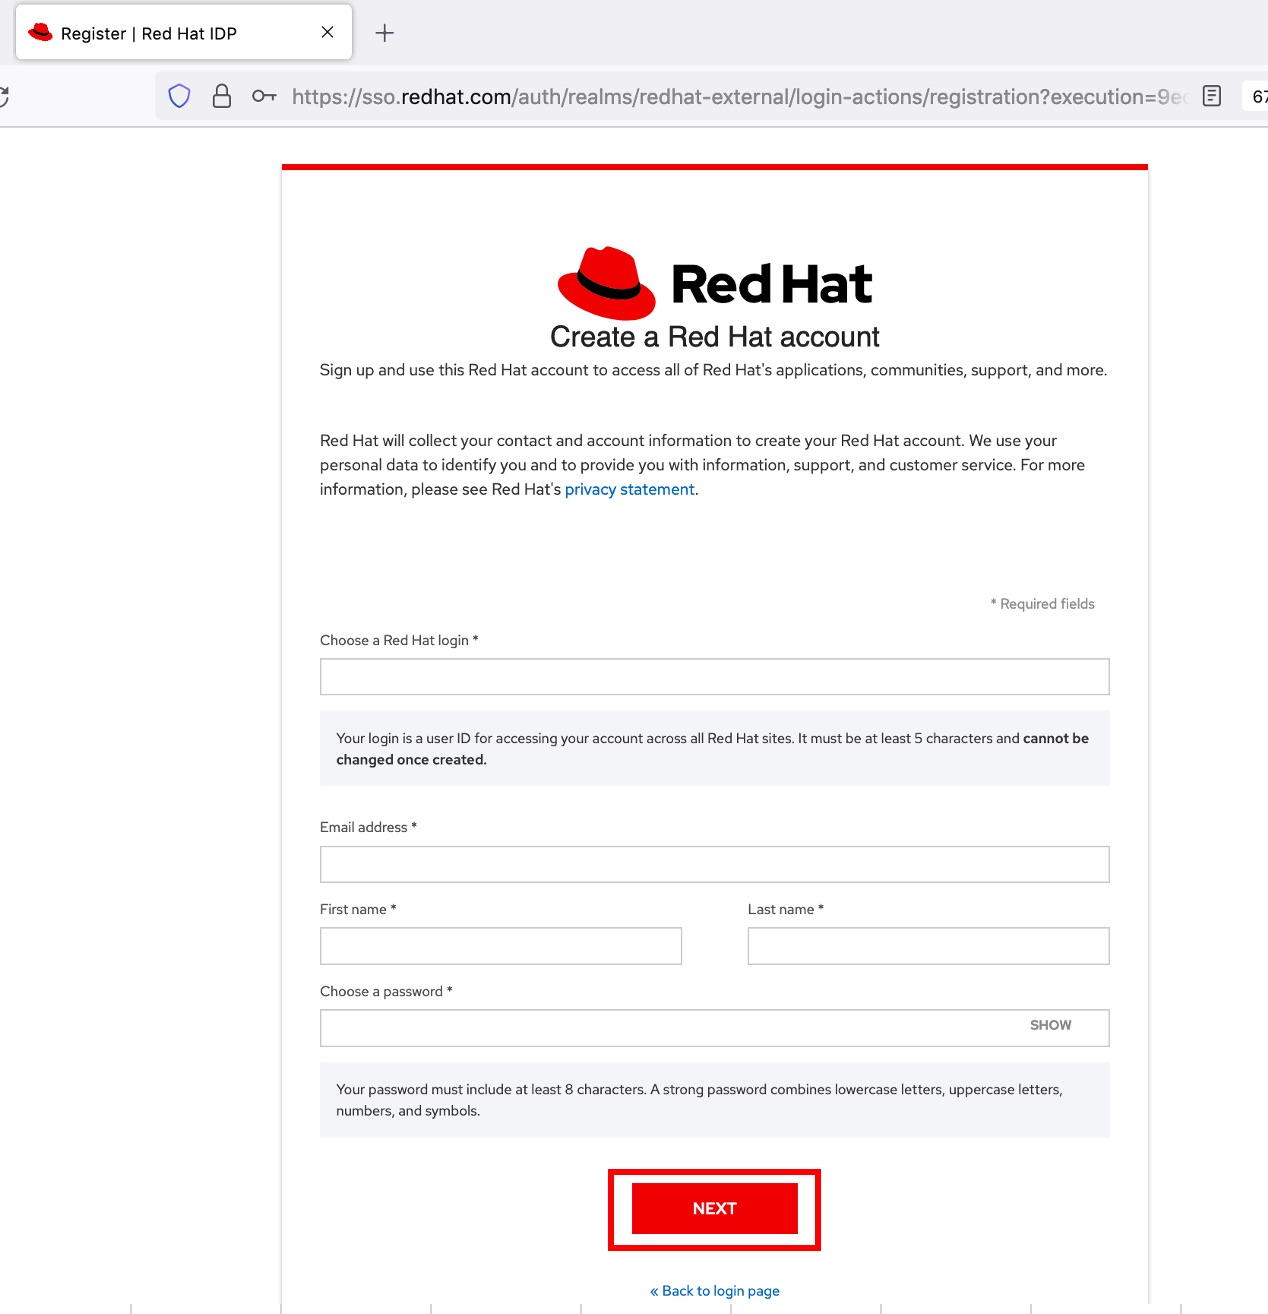 Register | Red Hat IDP
https://sso.redhat.com/auth/realms/redhat-external/login-actions/registration?execution=9ec
67
Red Hat
Create a Red Hat account
Sign up and use this Red Hat account to access all of Red Hat's applications, communities, support, and more.
Red Hat will collect your contact and account information to create your Red Hat account. We use your
personal data to identify you and to provide you with information, support, and customer service. For more
information, please see Red Hat's privacy statement.
* Required fields
Choose a Red Hat login *
Your login is a user ID for accessing your account across all Red Hat sites. It must be at least 5 characters and cannot be
changed once created.
Email address *
First name * Last name *
Choose a password *
SHOW
Your password must include at least 8 characters. A strong password combines lowercase letters, uppercase letters,
numbers, and symbols.
NEXT
« Back to login page